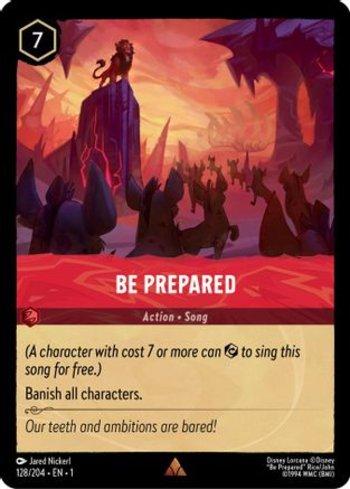 7
BE PREPARED
Action • Song
(A character with cost 7 or more can to sing this
song for free.)
Banish all characters.
Our teeth and ambitions are bared!
Jared Nickerl
128/204 • EN • 1
Disney Lorcana ©Disney
"Be Prepared" Rice/John
©1994 WMC (BMI)